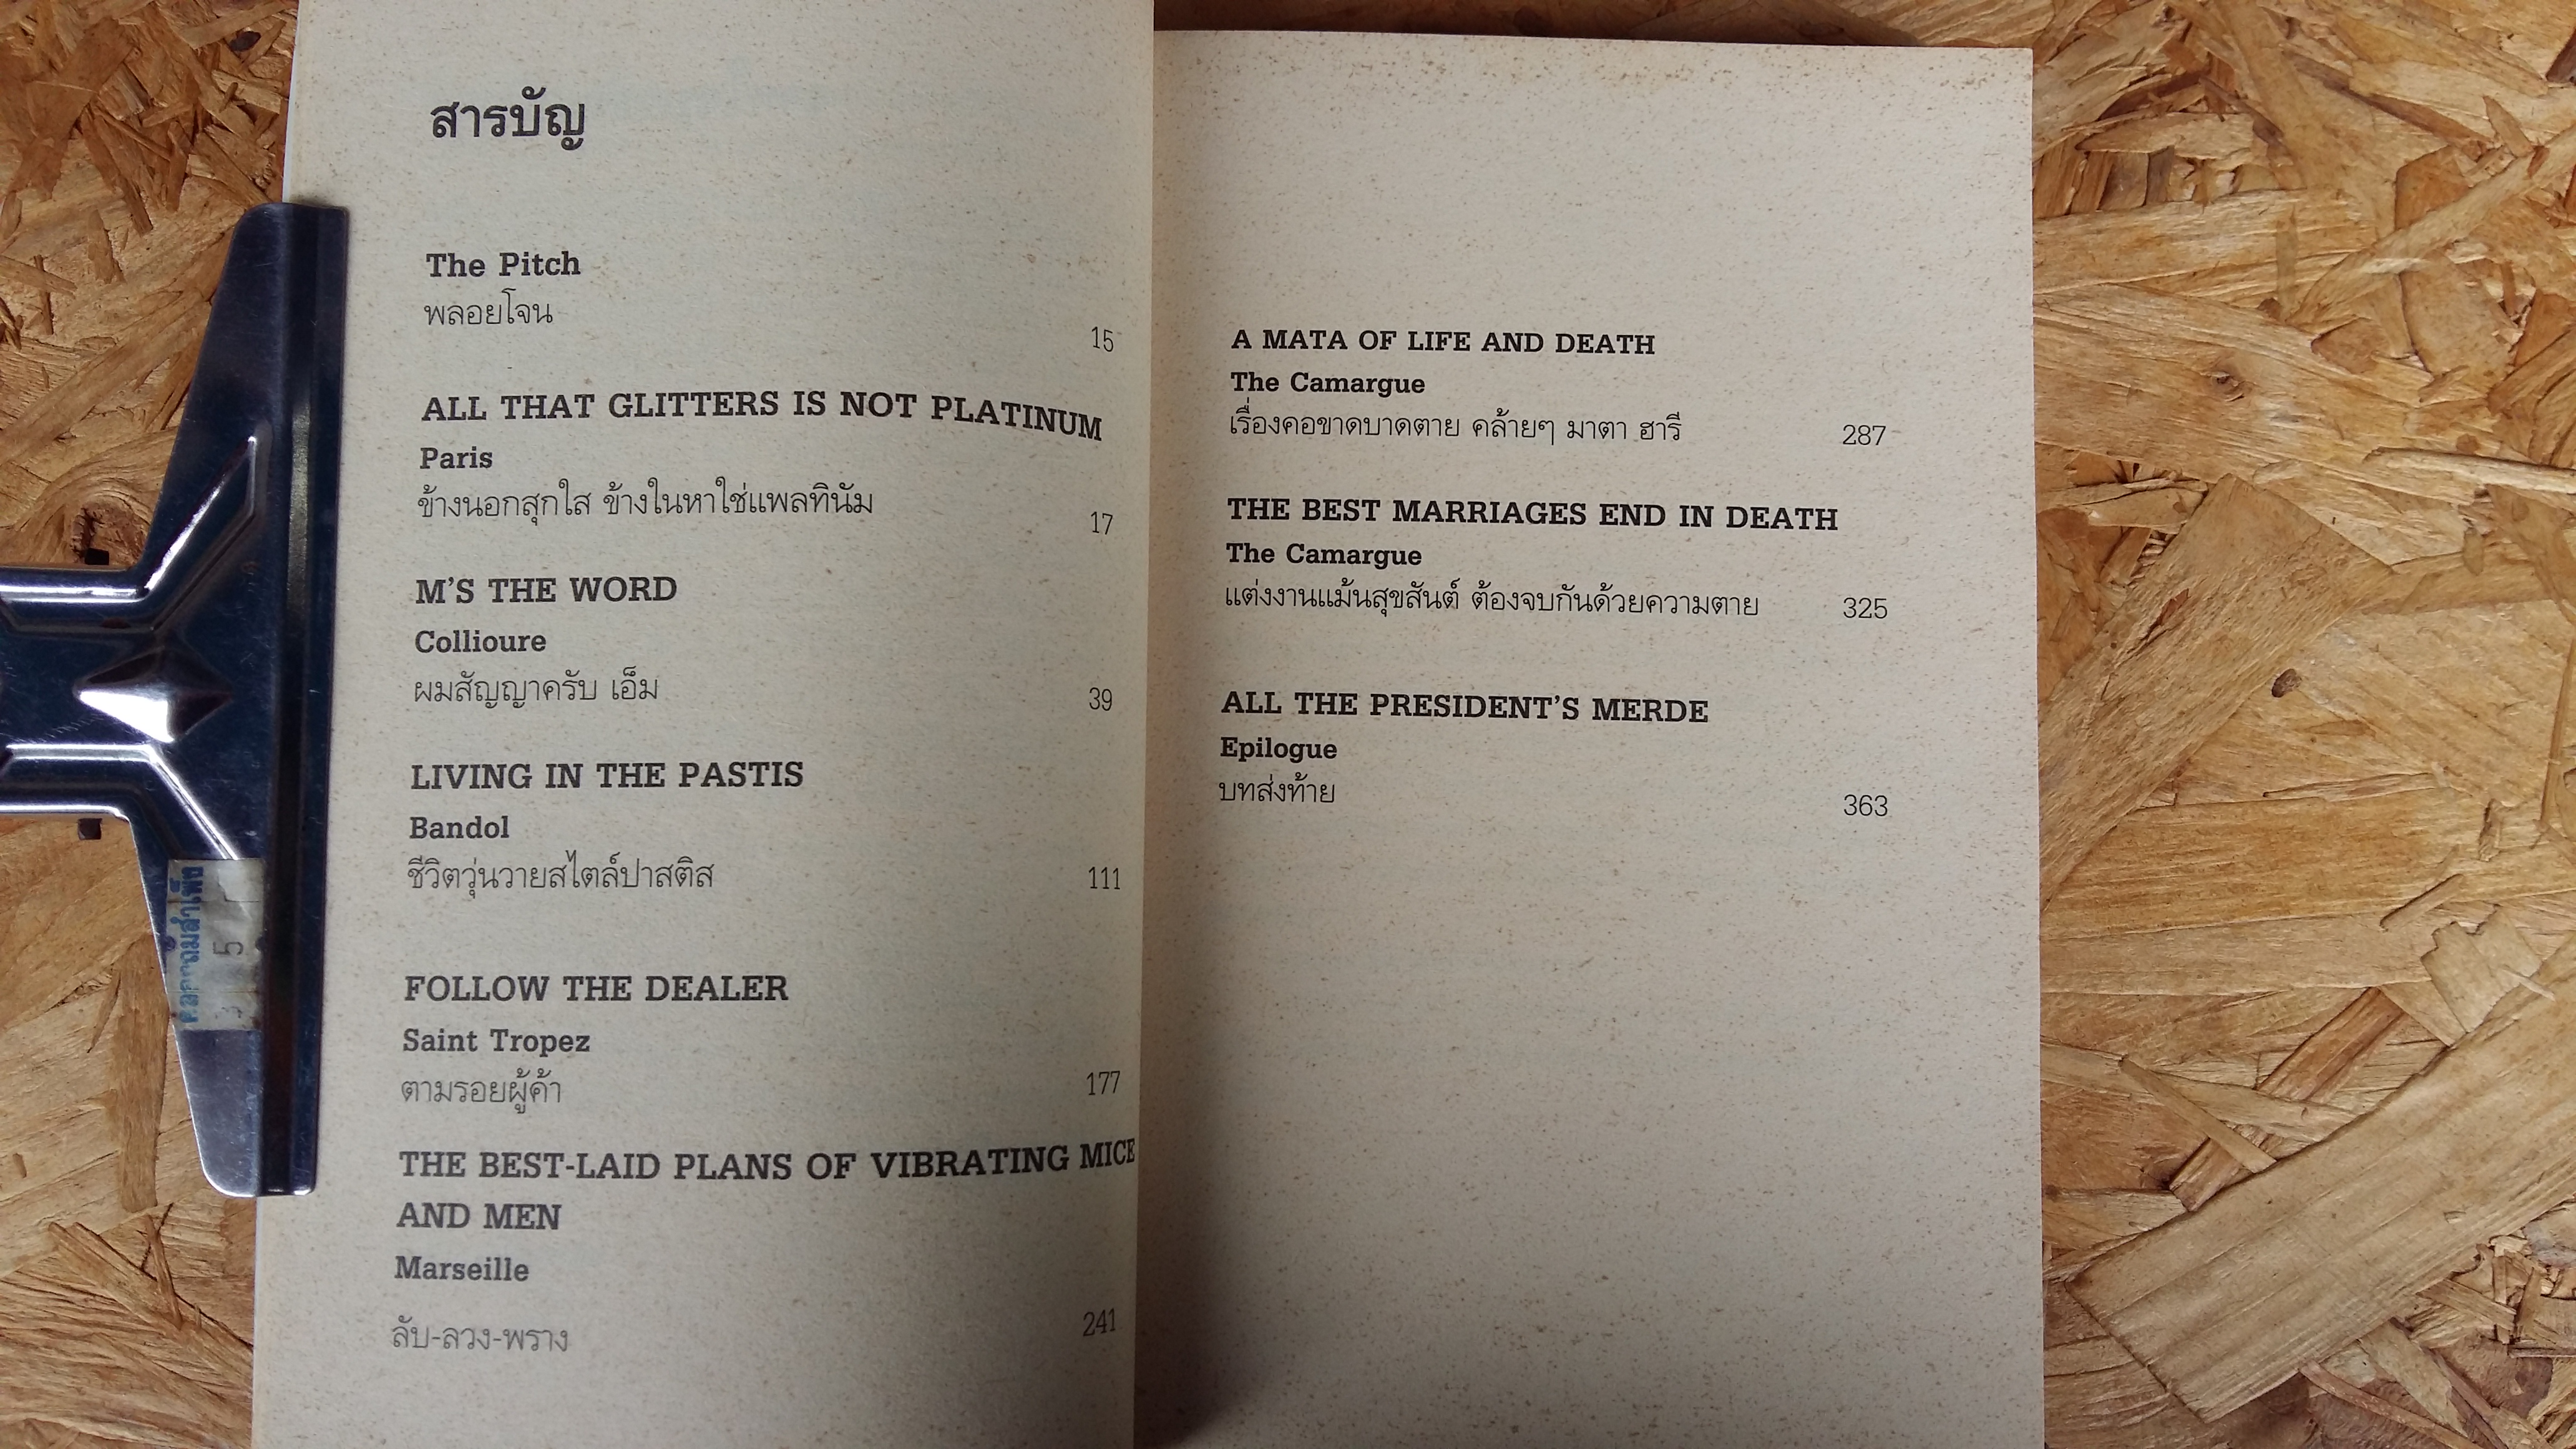 สารบัญ
The Pitch
พลอยโจน
15
ALL THAT GLITTERS IS NOT PLATINUM
Paris
ข้างนอกสุกใส ข้างในหาใช่แพลทินัม
17
M'S THE WORD
Collioure
ผมสัญญาครับ เอ็ม
39
LIVING IN THE PASTIS
Bandol
ชีวิตวุ่นวายสไตล์ปาสติส
111
FOLLOW THE DEALER
Saint Tropez
ตามรอยผู้ค้า
177
THE BEST-LAID PLANS OF VIBRATING MICE
AND MEN
Marseille
ลับ-ลวง-พราง
241
A MATA OF LIFE AND DEATH
The Camargue
เรื่องคอขาดบาดตาย คล้ายๆ มาตา ฮารี
287
THE BEST MARRIAGES END IN DEATH
The Camargue
แต่งงานแม้นสุขสันต์ ต้องจบกันด้วยความตาย
325
ALL THE PRESIDENT'S MERDE
Epilogue
บทส่งท้าย
363
5